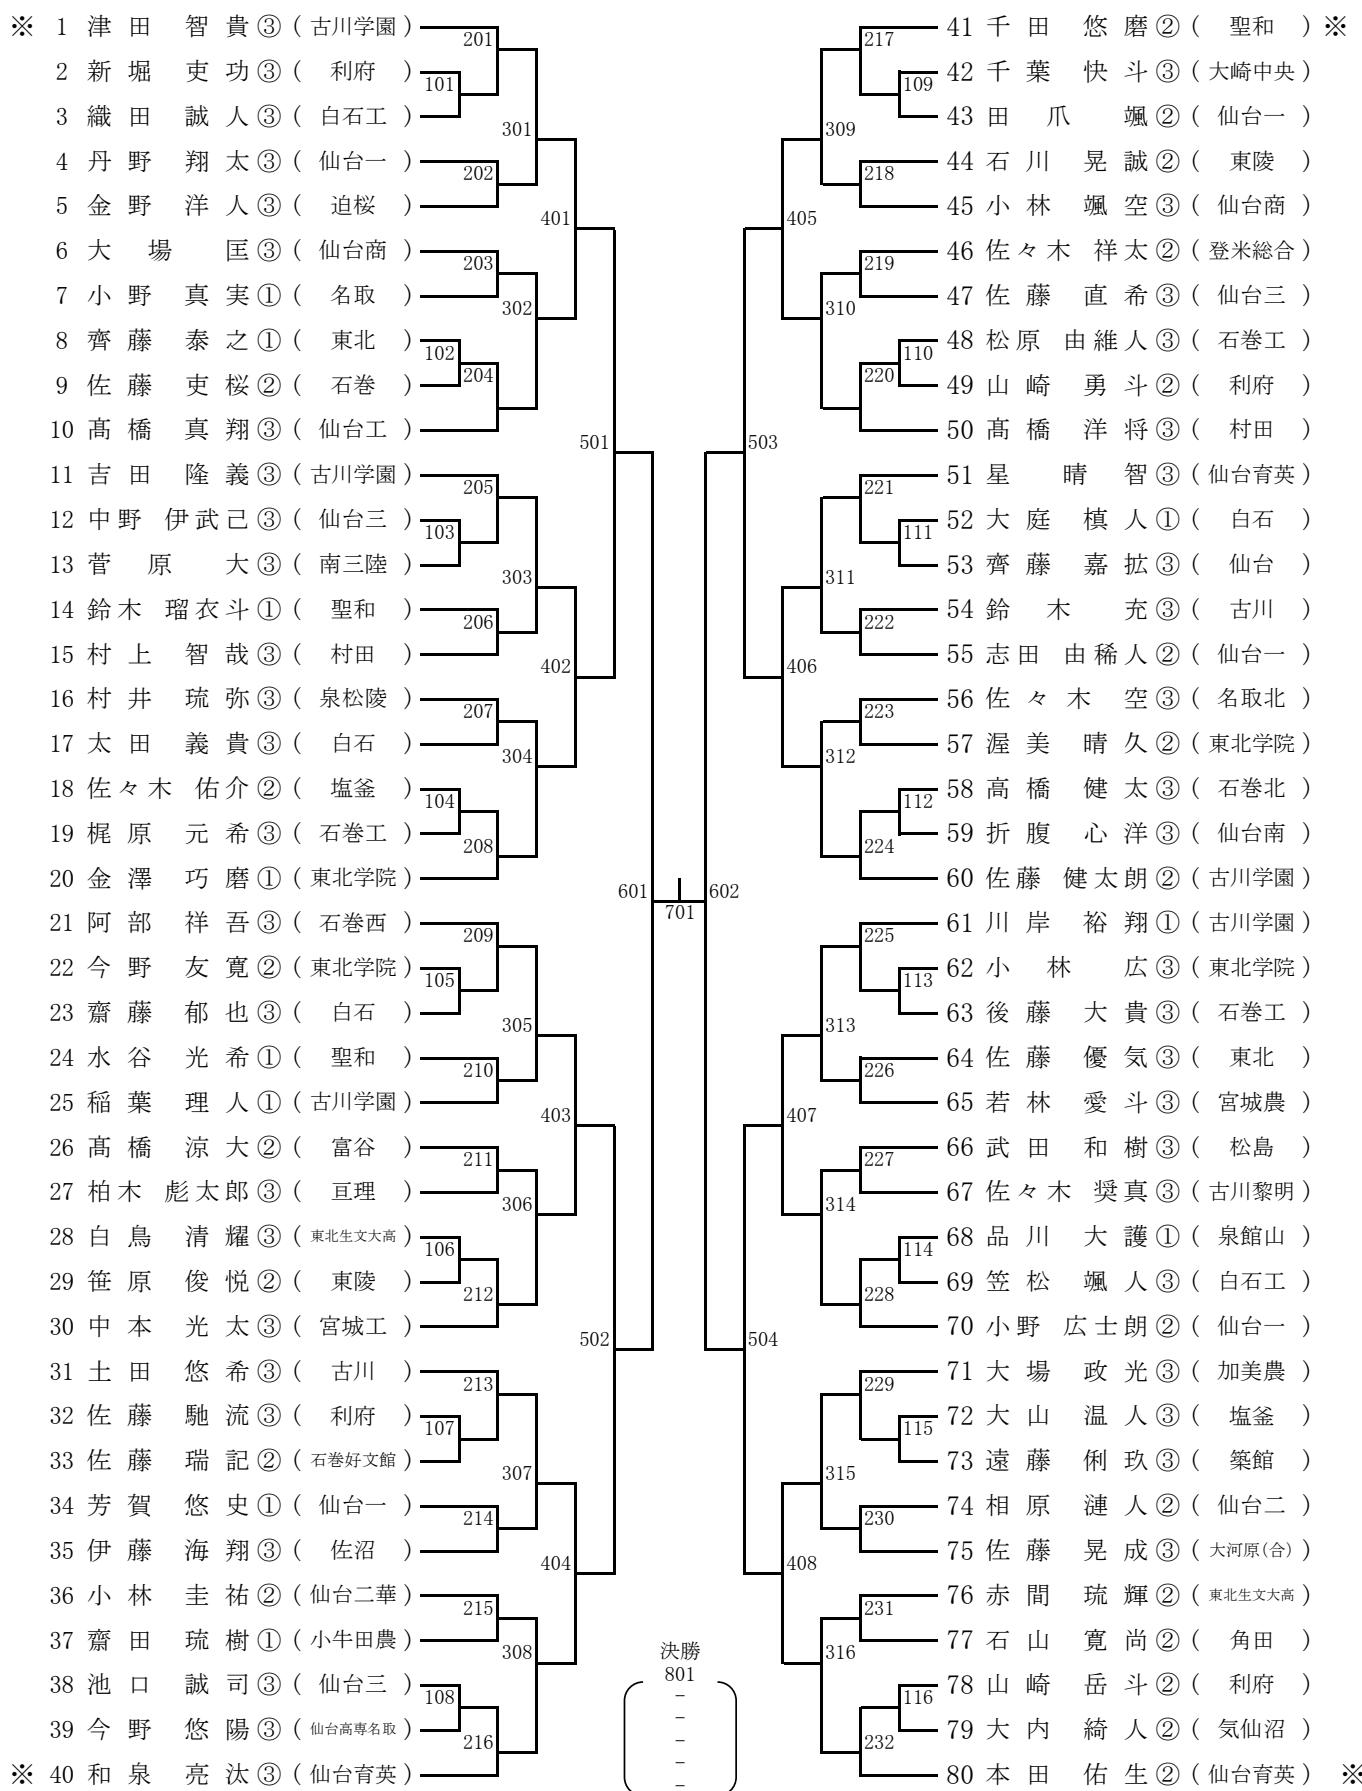 ※ 1 津田 智貴③(古川学園)
2 新堀 吏功③(利府)
3 織田 誠人③(白石工)
4 丹野 翔太③(仙台一)
5 金野 洋人③(迫桜)
6 大場 匡③(仙台商)
7 小野 真実①(名取)
8 齊藤 泰之①(東北)
9 佐藤 吏桜②(石巻)
10 髙橋 真翔③(仙台工)
11 吉田 隆義③(古川学園)
12 中野 伊武己③(仙台三)
13 菅原 大③(南三陸)
14 鈴木 瑠衣斗①(聖和)
15 村上 智哉③(村田)
16 村井 琉弥③(泉松陵)
17 太田 義貴③(白石)
18 佐々木 佑介②(塩釜)
19 梶原 元希③(石巻工)
20 金澤 巧磨①(東北学院)
21 阿部 祥吾③(石巻西)
22 今野 友寛②(東北学院)
23 齋藤 郁也③(白石)
24 水谷 光希①(聖和)
25 稲葉 理人①(古川学園)
26 髙橋 涼大②(富谷)
27 柏木 彪太郎③(亘理)
28 白鳥 清耀③(東北生文大高)
29 笹原 俊悦②(東陵)
30 中本 光太③(宮城工)
31 土田 悠希③(古川)
32 佐藤 馳流③(利府)
33 佐藤 瑞記②(石巻好文館)
34 芳賀 悠史①(仙台一)
35 伊藤 海翔③(佐沼)
36 小林 圭祐②(仙台二華)
37 齋田 琉樹①(小牛田農)
38 池口 誠司③(仙台三)
39 今野 悠陽③(仙台高専名取)
※ 40 和泉 亮汰③(仙台育英)
201
101
301
202
401
203
302
102
204
501
205
103
303
206
402
207
304
104
208
601
209
105
305
210
403
211
306
106
212
502
213
107
307
214
404
215
308
108
216
701
決勝
801
－
－
－
－
－
602
217
109
309
218
405
219
310
110
220
503
221
111
311
222
406
223
312
112
224
225
113
313
226
407
227
314
114
228
504
229
115
315
230
408
231
316
116
232
41 千田 悠磨②(聖和) ※
42 千葉 快斗③(大崎中央)
43 田爪 颯②(仙台一)
44 石川 晃誠②(東陵)
45 小林 颯空③(仙台商)
46 佐々木 祥太②(登米総合)
47 佐藤 直希③(仙台三)
48 松原 由維人③(石巻工)
49 山崎 勇斗②(利府)
50 髙橋 洋将③(村田)
51 星 晴智③(仙台育英)
52 大庭 槙人①(白石)
53 齊藤 嘉拡③(仙台)
54 鈴木 充③(古川)
55 志田 由稀人②(仙台一)
56 佐々木 空③(名取北)
57 渥美 晴久②(東北学院)
58 高橋 健太③(石巻北)
59 折腹 心洋③(仙台南)
60 佐藤 健太朗②(古川学園)
61 川岸 裕翔①(古川学園)
62 小林 広③(東北学院)
63 後藤 大貴③(石巻工)
64 佐藤 優気③(東北)
65 若林 愛斗③(宮城農)
66 武田 和樹③(松島)
67 佐々木 奨真③(古川黎明)
68 品川 大護①(泉館山)
69 笠松 颯人③(白石工)
70 小野 広士朗②(仙台一)
71 大場 政光③(加美農)
72 大山 温人③(塩釜)
73 遠藤 俐玖③(築館)
74 相原 漣人②(仙台二)
75 佐藤 晃成③(大河原(合))
76 赤間 琉輝②(東北生文大高)
77 石山 寛尚②(角田)
78 山崎 岳斗②(利府)
79 大内 綺人②(気仙沼)
80 本田 佑生②(仙台育英) ※